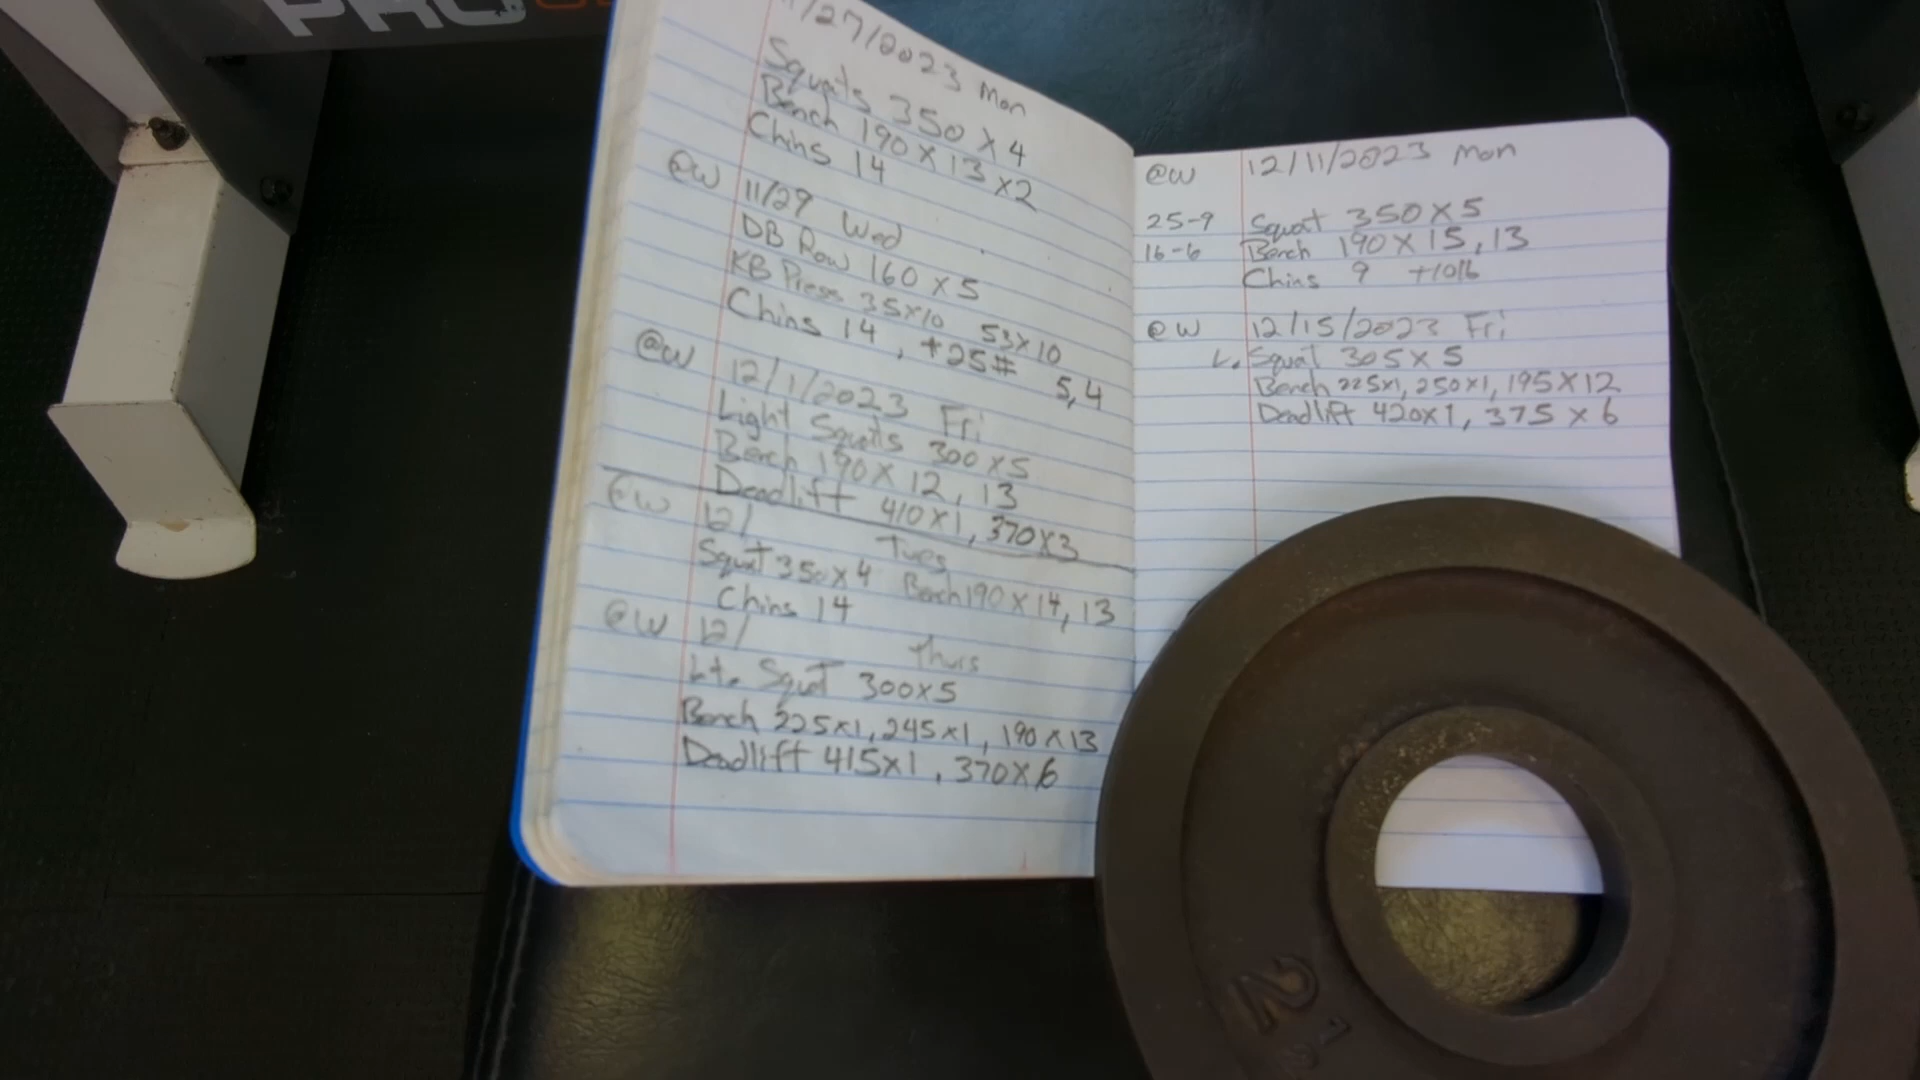 PRO
1/27/2023 Mon
Squats 350 x 4
Bench 190 x 13 x 2
Chins 14
@W 11/29 Wed
DB Row 160 x 5
KB Press 35x10 53x10
Chins 14, +25# 5,4
@W 12/1/2023 Fri
Light Squats 300 x 5
Bench 190 x 12, 13
Deadlift 410x1, 370x3
@W 12/ Tues
Squat 350x4 Bench 190 x 14, 13
Chins 14
@W 12/ Thurs
Lt. Squat 300x5
Bench 225x1, 245x1, 190x13
Deadlift 415x1, 370x6
@W 12/11/2023 Mon
25-9 Squat 350x5
16-6 Bench 190 x 15, 13
Chins 9 +10lb
@W 12/15/2023 Fri
L. Squat 305 x 5
Bench 225x1, 250x1, 195x12
Deadlift 420x1, 375 x 6
2 1/2